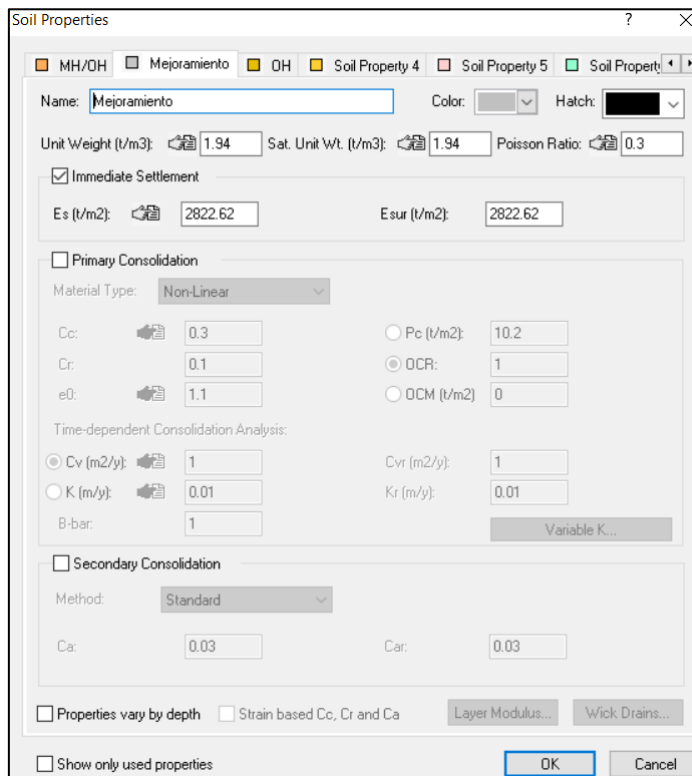 Soil Properties ?
MH/OH Mejoramiento OH Soil Property 4 Soil Property 5 Soil Property
Name: Mejoramiento Color: Hatch:
Unit Weight (t/m3): 1.94 Sat. Unit Wt. (t/m3): 1.94 Poisson Ratio: 0.3
Immediate Settlement
Es (t/m2): 2822.62 Esur (t/m2): 2822.62
Primary Consolidation
Material Type: Non-Linear
Cc: 0.3 Pc (t/m2): 10.2
Cr: 0.1 OCR: 1
e0: 1.1 OCM (t/m2) 0
Time-dependent Consolidation Analysis:
Cv (m2/y): 1 Cvr (m2/y): 1
K (m/y): 0.01 Kr (m/y): 0.01
B-bar: 1 Variable K...
Secondary Consolidation
Method: Standard
Ca: 0.03 Car: 0.03
Properties vary by depth Strain based Cc, Cr and Ca Layer Modulus... Wick Drains...
Show only used properties OK Cancel